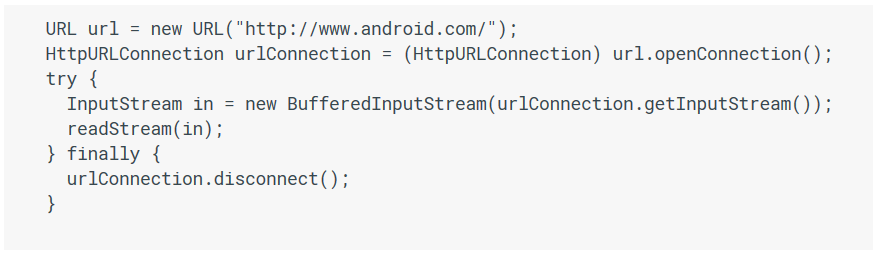 URL url = new URL("http://www.android.com/");
HttpURLConnection urlConnection = (HttpURLConnection) url.openConnection();
try {
  InputStream in = new BufferedInputStream(urlConnection.getInputStream());
  readStream(in);
} finally {
  urlConnection.disconnect();
}